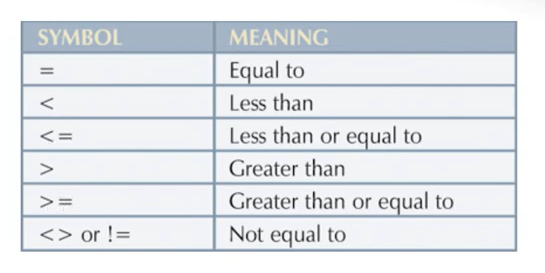 SYMBOL MEANING
= Equal to
< Less than
<= Less than or equal to
> Greater than
>= Greater than or equal to
<> or != Not equal to